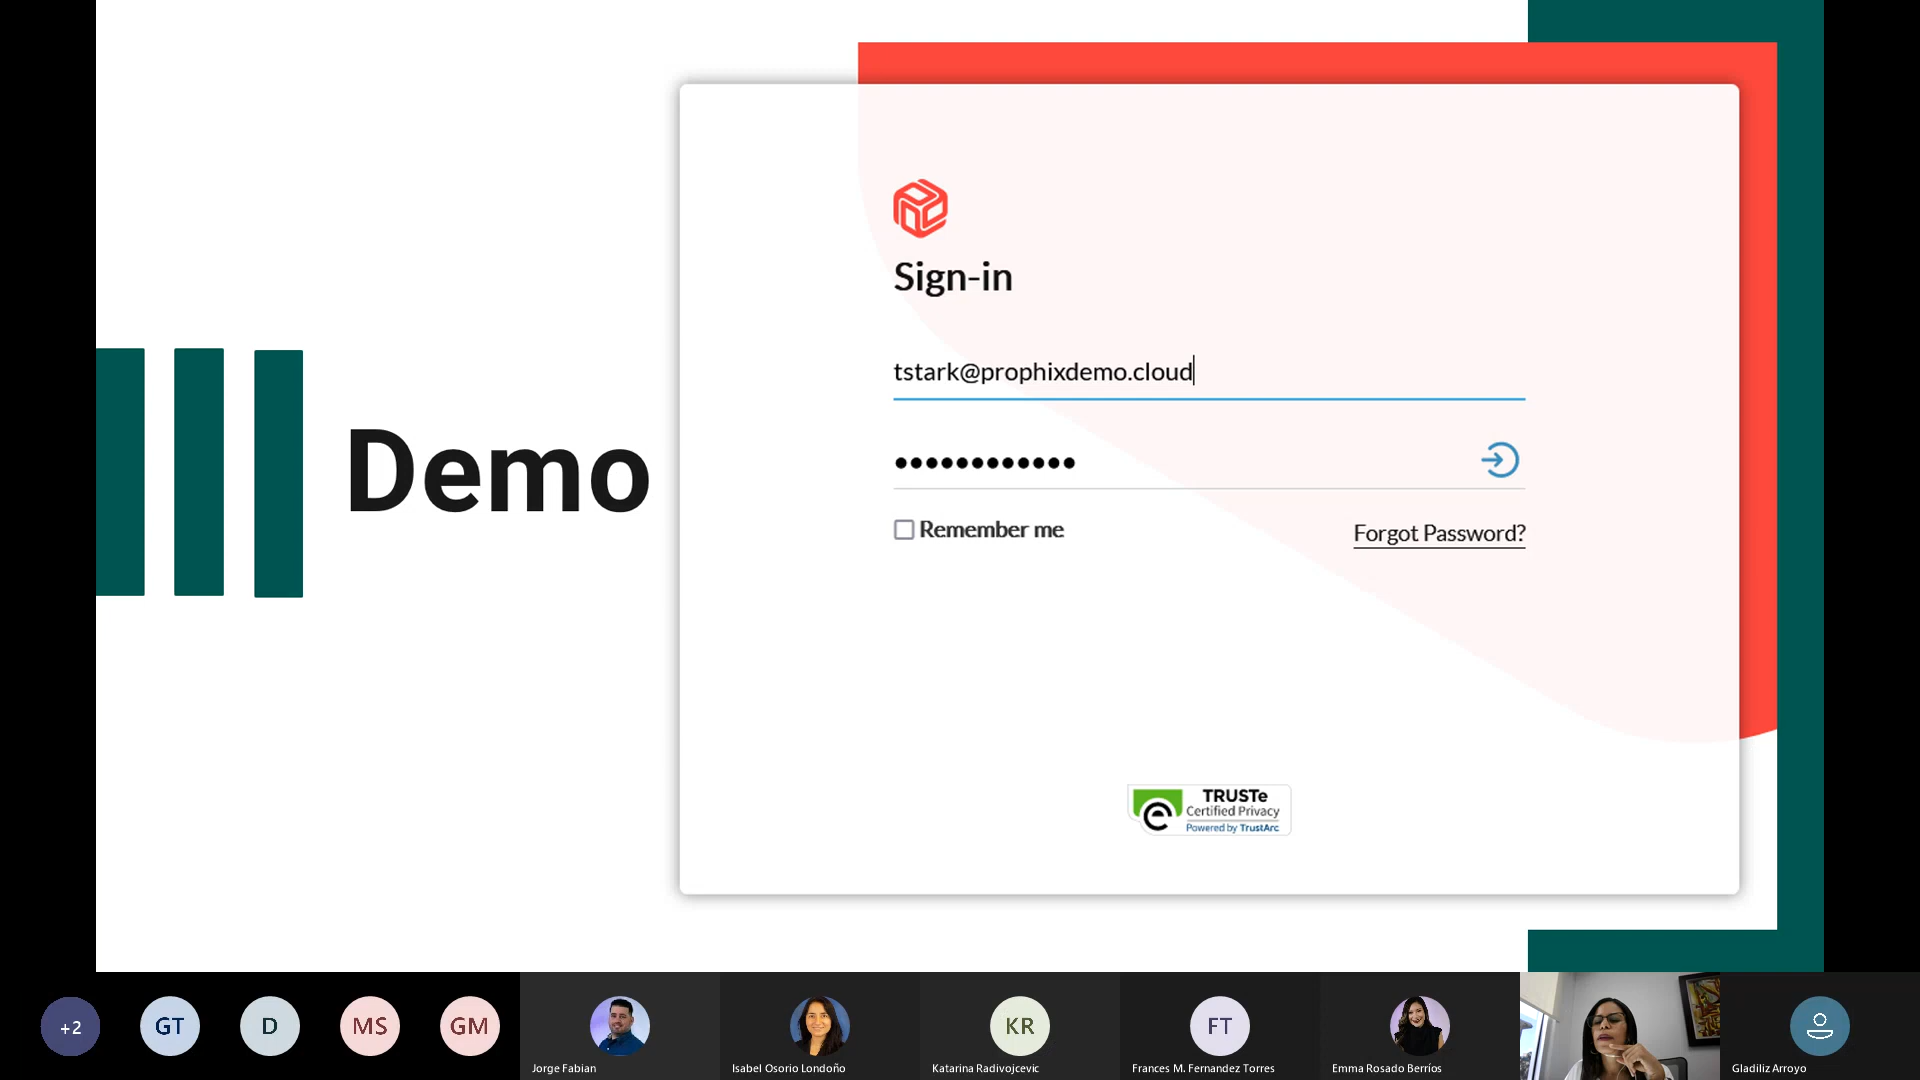 Demo
Sign-in
tstark@prophixdemo.cloud
Remember me
Forgot Password?
TRUSTe
Certified Privacy
Powered by TrustArc
+2
GT
D
MS
GM
Jorge Fabian
Isabel Osorio Londoño
KR
Katarina Radivojcevic
FT
Frances M. Fernandez Torres
Emma Rosado Berríos
Gladiliz Arroyo